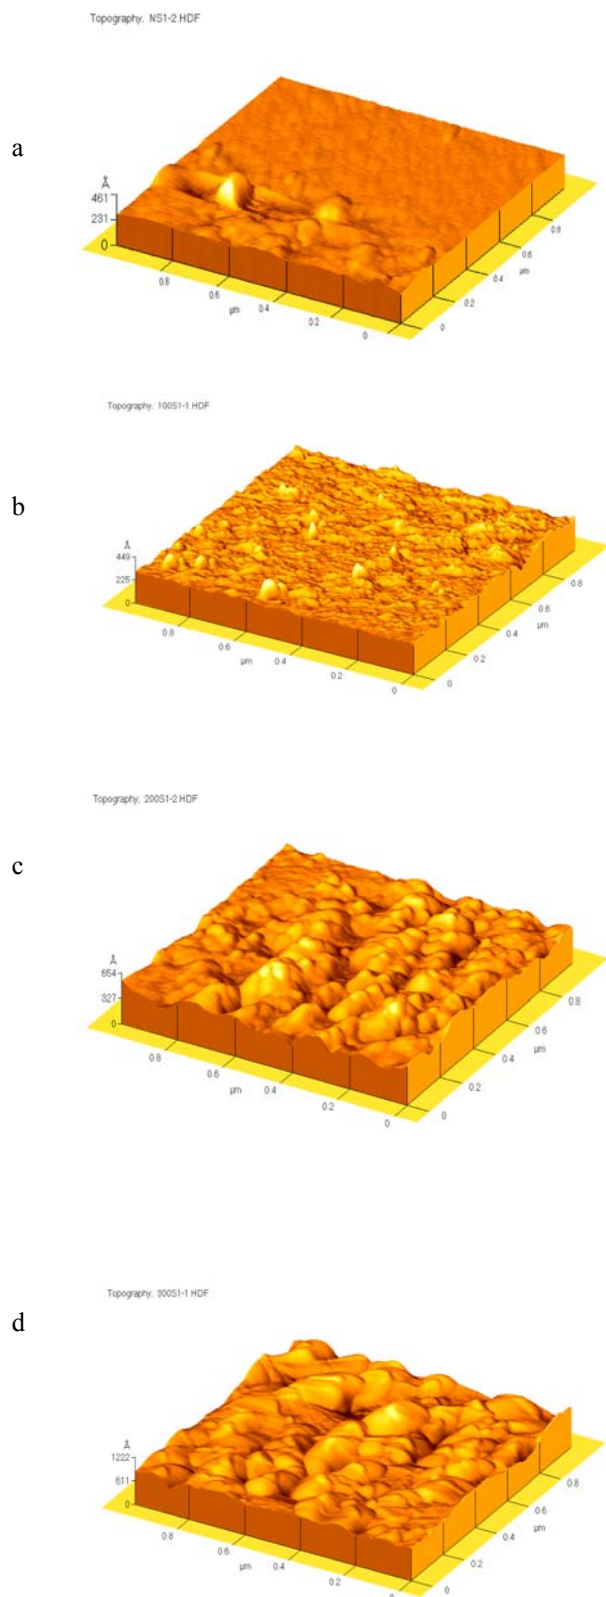 Topography, NS1-2.HDF
a
Å
461
231
0
0.8
0.6
µm
0.4
0.2
0
0
0.2
0.4
µm
0.6
0.8
Topography, 100S1-1.HDF
b
Å
449
225
0
0.8
0.6
µm
0.4
0.2
0
0
0.2
0.4
µm
0.6
0.8
Topography, 200S1-2.HDF
c
Å
654
327
0
0.8
0.6
µm
0.4
0.2
0
0
0.2
0.4
µm
0.6
0.8
Topography, 300S1-1.HDF
d
Å
1222
611
0
0.8
0.6
µm
0.4
0.2
0
0
0.2
0.4
µm
0.6
0.8